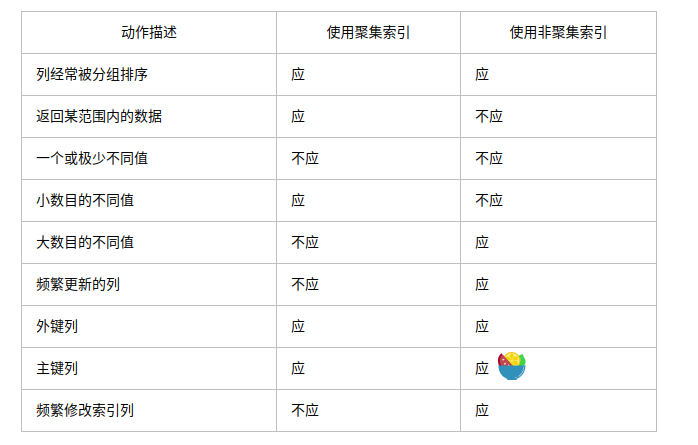 动作描述 使用聚集索引 使用非聚集索引
列经常被分组排序 应 应
返回某范围内的数据 应 不应
一个或极少不同值 不应 不应
小数目的不同值 应 不应
大数目的不同值 不应 应
频繁更新的列 不应 应
外键列 应 应
主键列 应 应
频繁修改索引列 不应 应